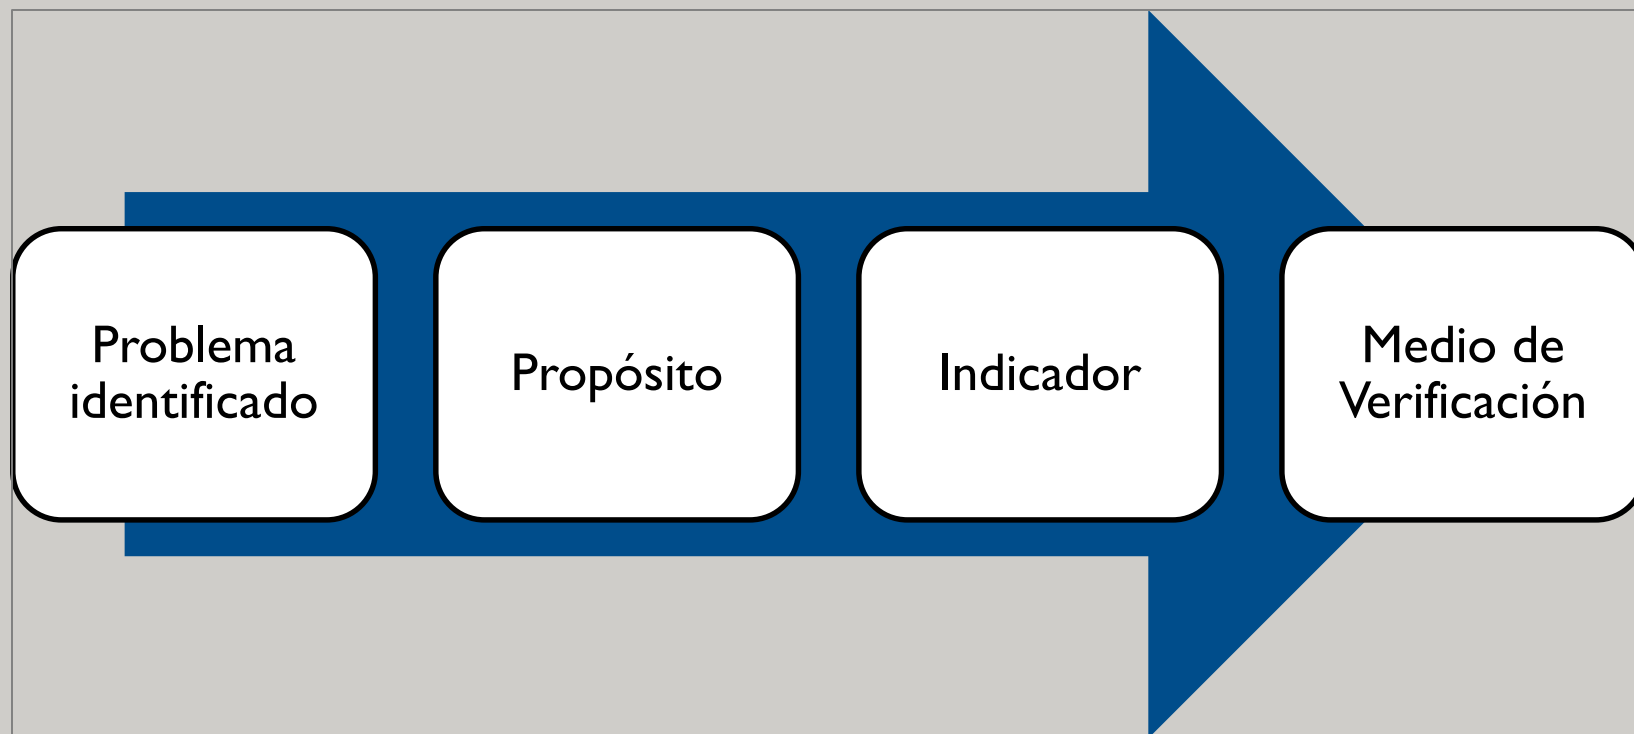 Problema
identificado
Propósito
Indicador
Medio de
Verificación